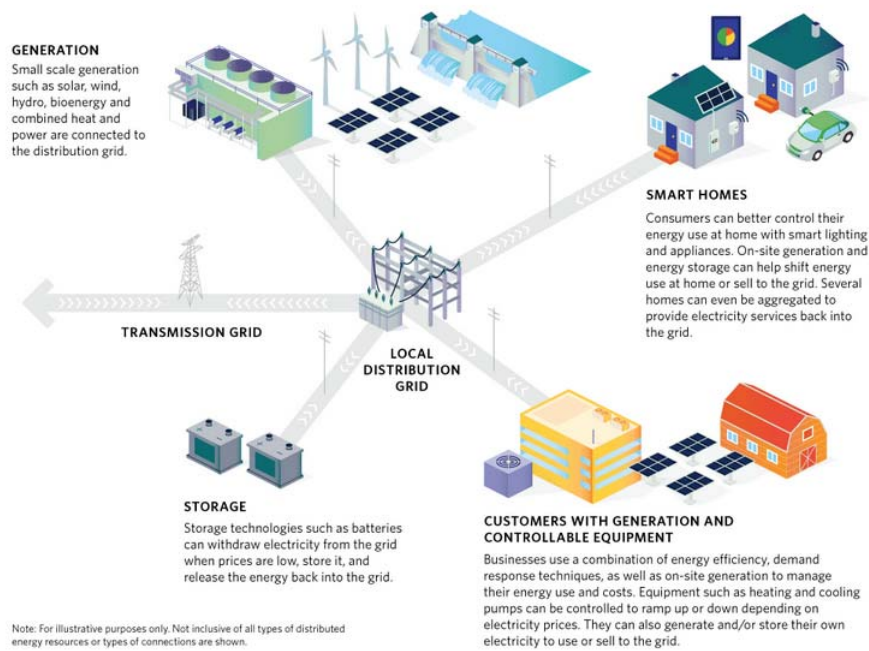 GENERATION
Small scale generation
such as solar, wind,
hydro, bioenergy and
combined heat and
power are connected to
the distribution grid.
SMART HOMES
Consumers can better control their
energy use at home with smart lighting
and appliances. On-site generation and
energy storage can help shift energy
use at home or sell to the grid. Several
homes can even be aggregated to
provide electricity services back into
the grid.
TRANSMISSION GRID
LOCAL
DISTRIBUTION
GRID
STORAGE
Storage technologies such as batteries
can withdraw electricity from the grid
when prices are low, store it, and
release the energy back into the grid.
CUSTOMERS WITH GENERATION AND
CONTROLLABLE EQUIPMENT
Businesses use a combination of energy efficiency, demand
response techniques, as well as on-site generation to manage
their energy use and costs. Equipment such as heating and cooling
pumps can be controlled to ramp up or down depending on
electricity prices. They can also generate and/or store their own
electricity to use or sell to the grid.
Note: For illustrative purposes only. Not inclusive of all types of distributed
energy resources or types of connections are shown.